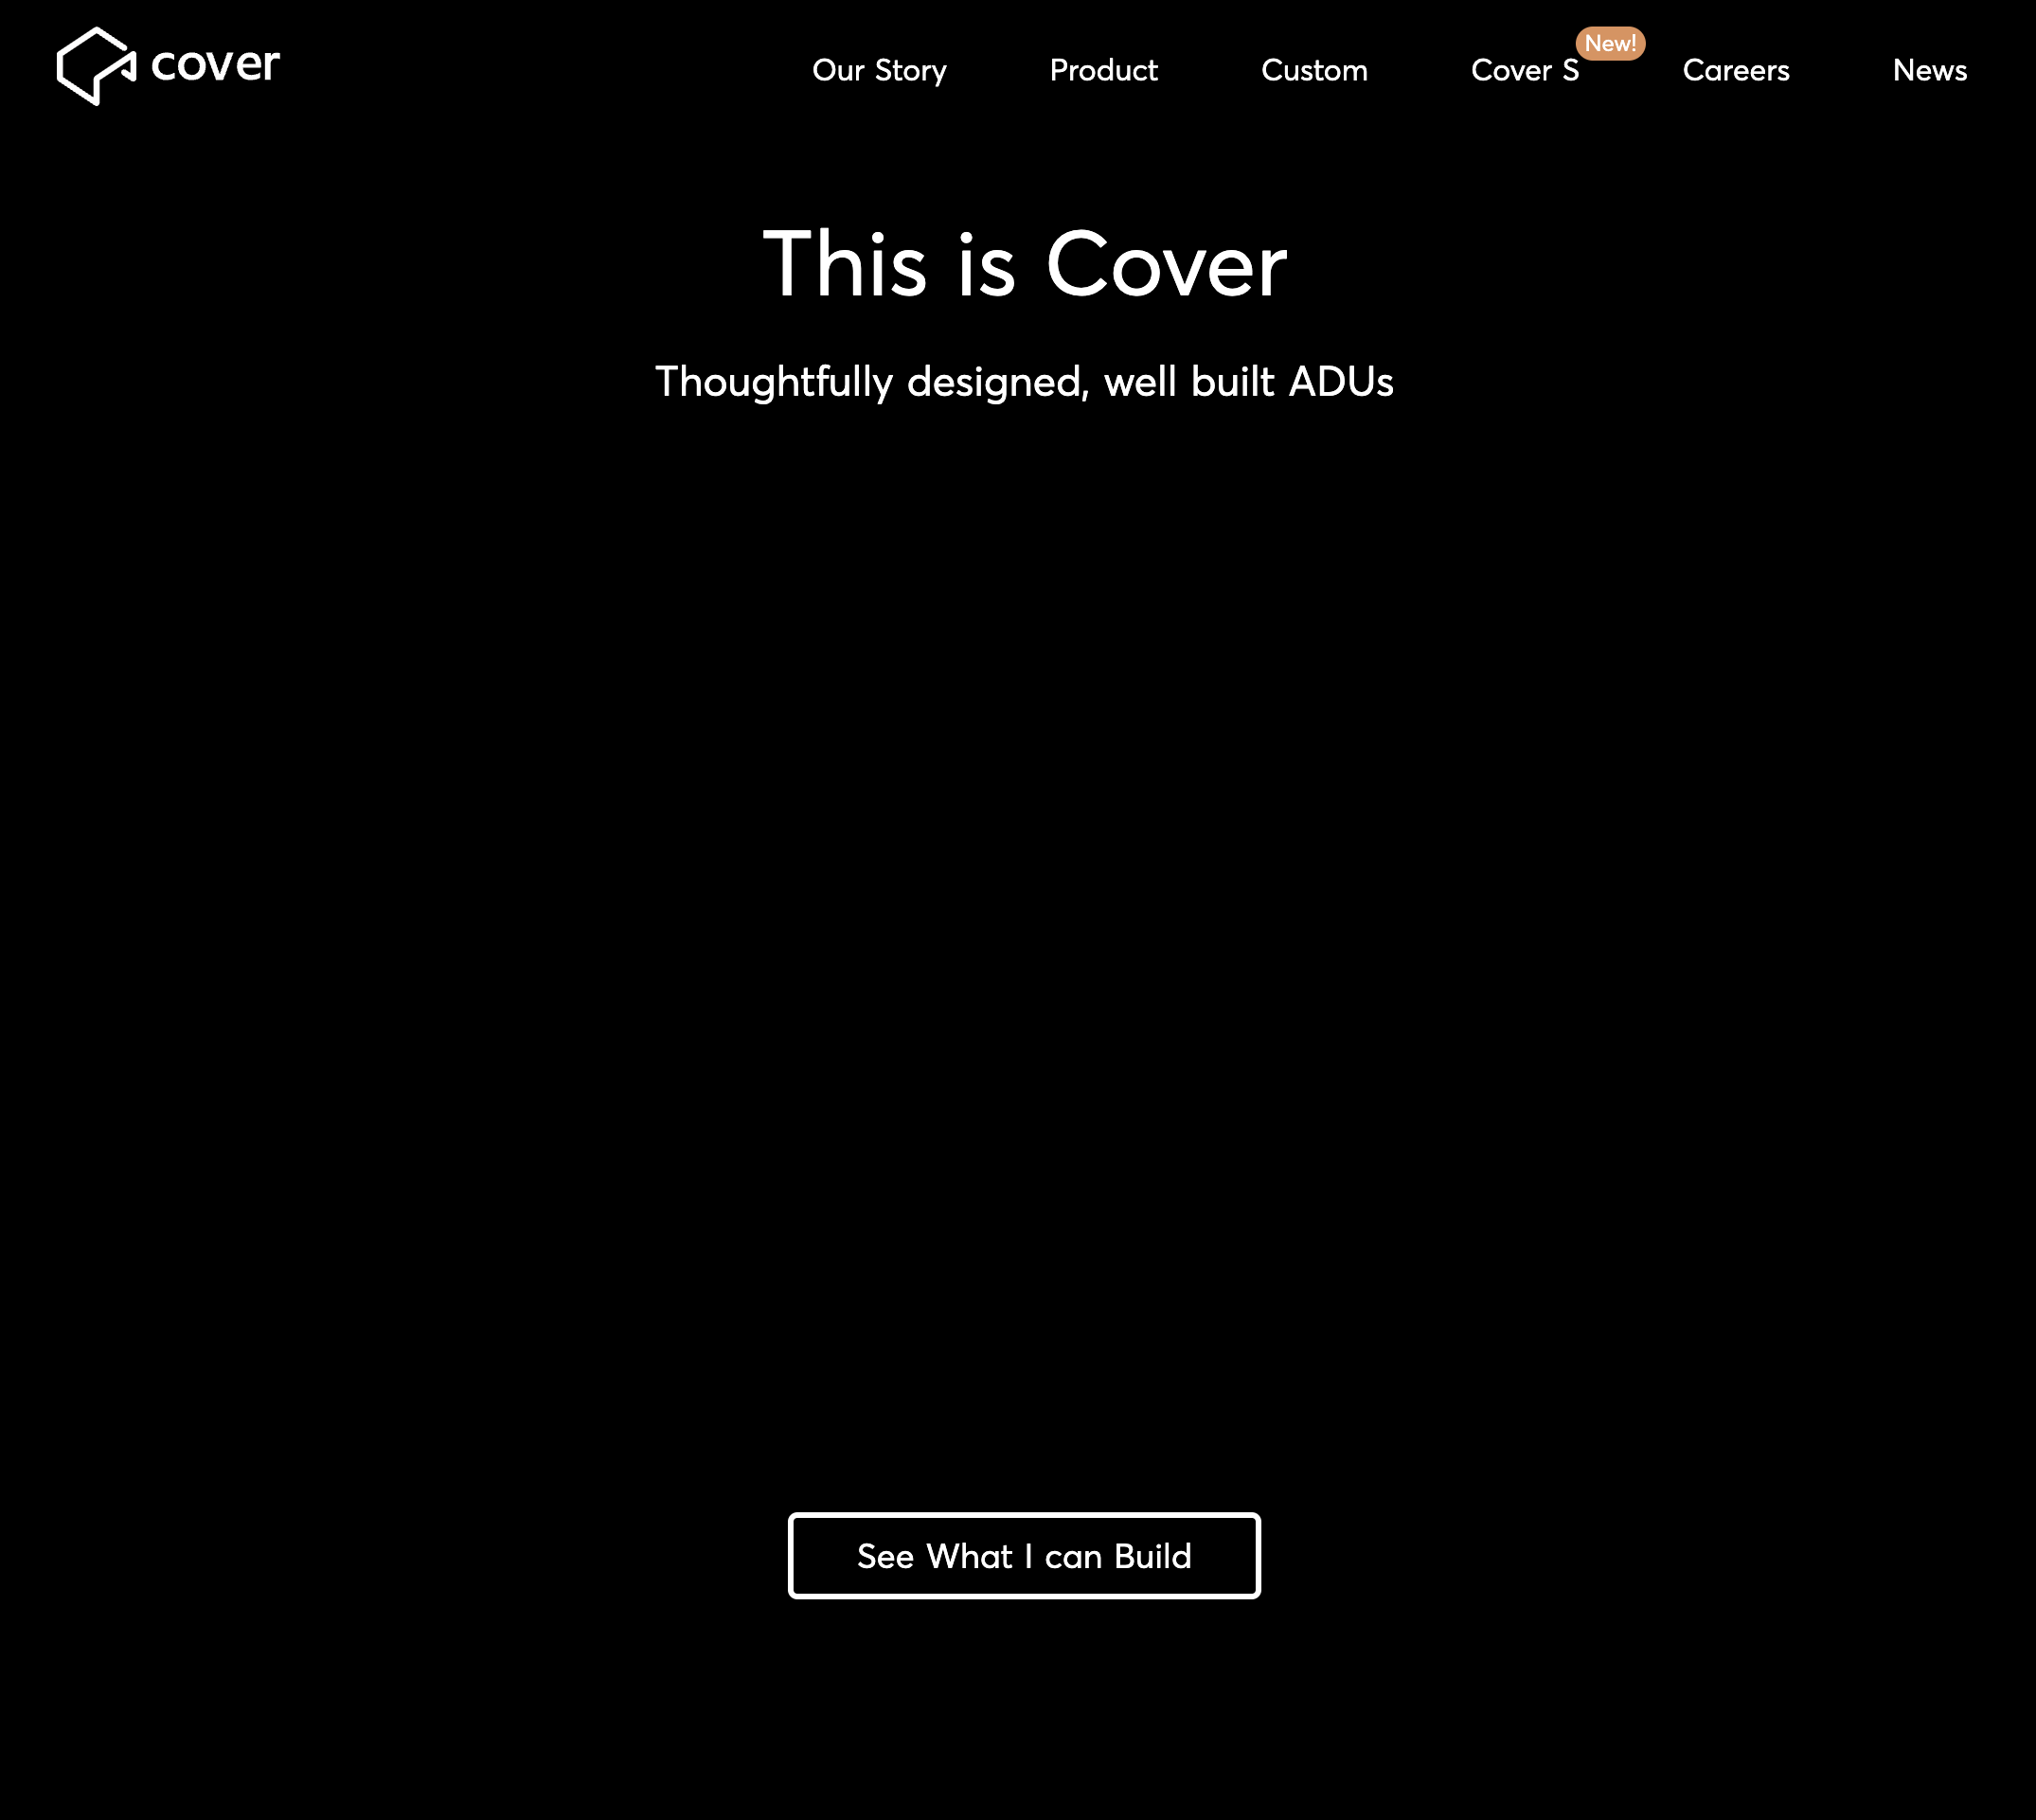 cover
Our Story Product Custom Cover S New! Careers News
This is Cover
Thoughtfully designed, well built ADUs
See What I can Build